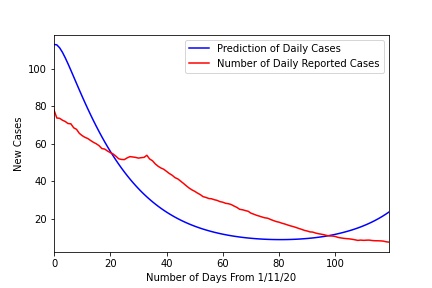 Prediction of Daily Cases
Number of Daily Reported Cases
New Cases
100
80
60
40
20
0 20 40 60 80 100
Number of Days From 1/11/20